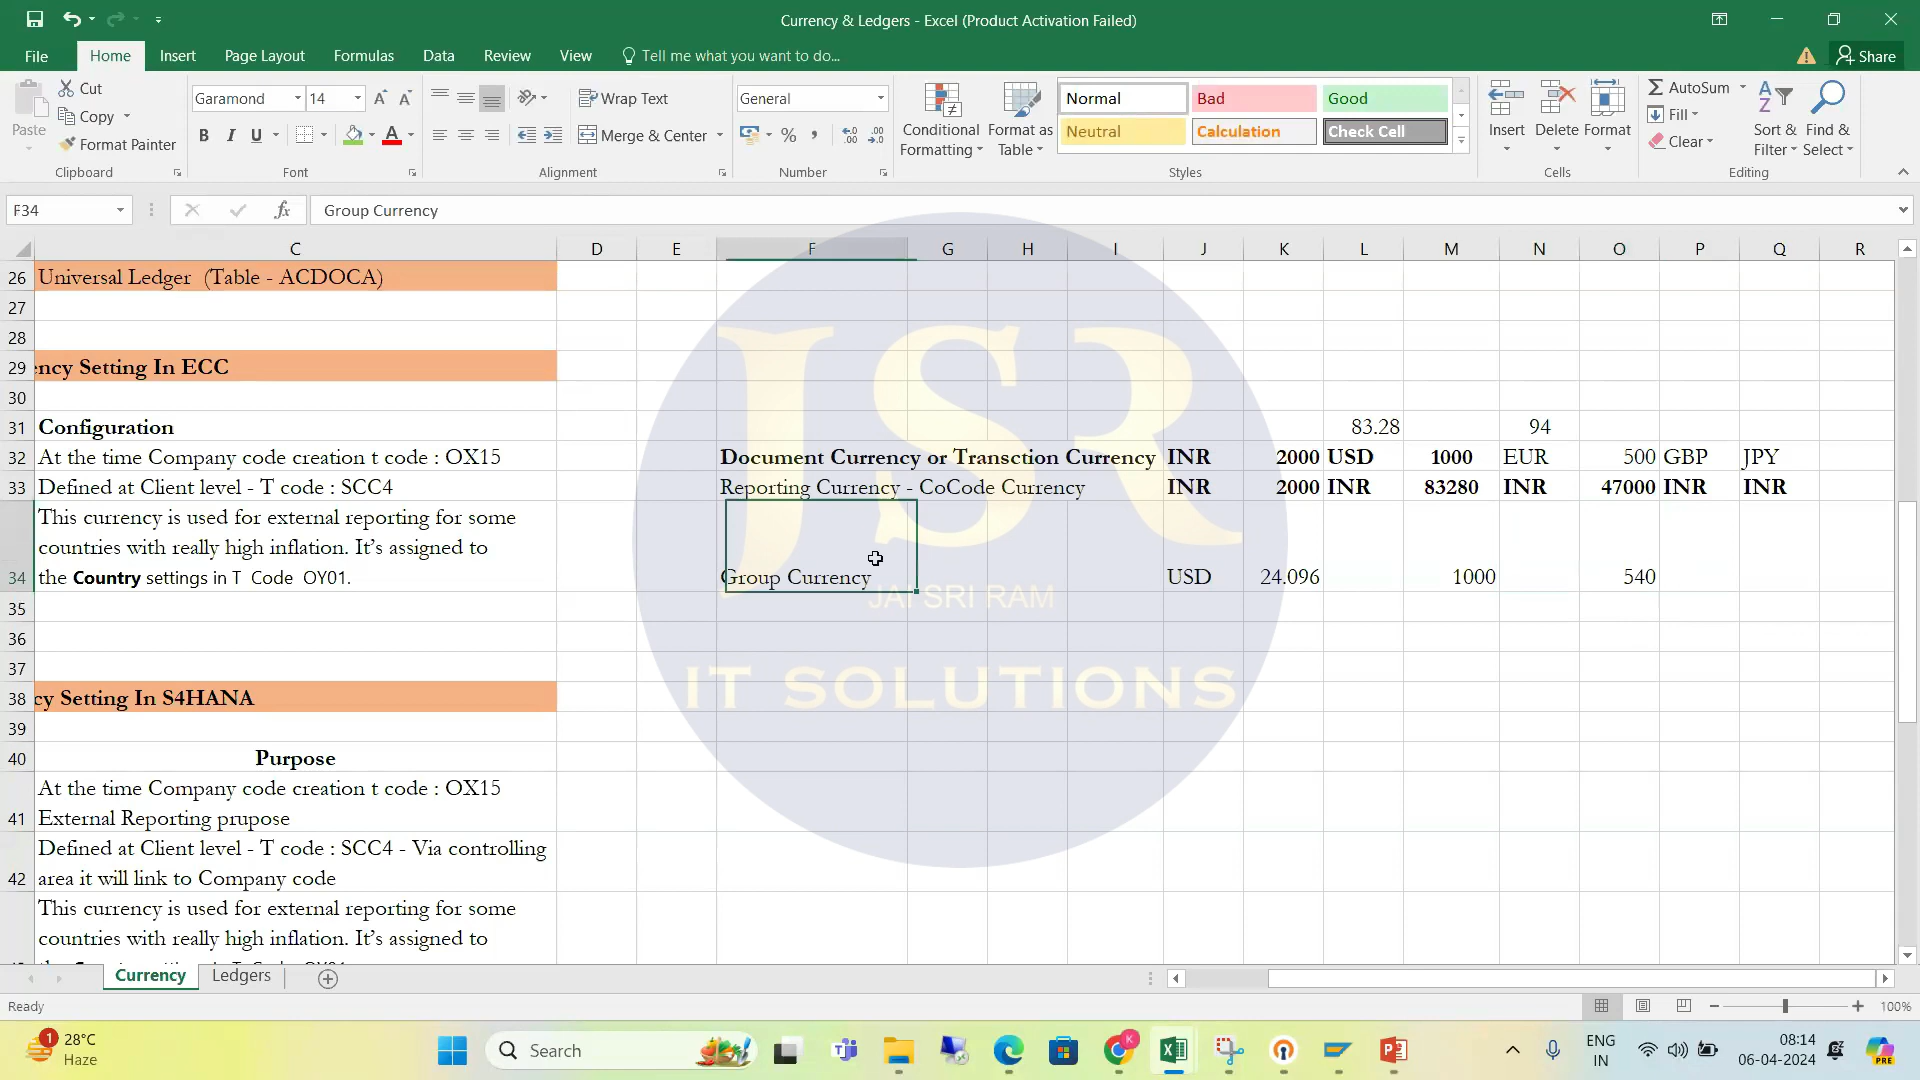 Currency & Ledgers - Excel (Product Activation Failed)
File Home Insert Page Layout Formulas Data Review View Tell me what you want to do... Share
Paste Cut Copy Format Painter Clipboard
Garamond 14 Font
Wrap Text Merge & Center Alignment
General Number
Conditional Formatting Format as Table
Normal Bad Good
Neutral Calculation Check Cell
Styles
Insert Delete Format Cells
AutoSum Fill Clear Sort & Filter Find & Select Editing
F34 fx Group Currency
C D E F G H I J K L M N O P Q R
26 Universal Ledger (Table - ACDOCA)
27
28
29 ency Setting In ECC
30
31 Configuration 83.28 94
32 At the time Company code creation t code : OX15 Document Currency or Transction Currency INR 2000 USD 1000 EUR 500 GBP JPY
33 Defined at Client level - T code : SCC4 Reporting Currency - CoCode Currency INR 2000 INR 83280 INR 47000 INR INR
This currency is used for external reporting for some
countries with really high inflation. It's assigned to
34 the Country settings in T Code OY01. Group Currency USD 24.096 1000 540
JAI SRI RAM
35
36
37
JSR
IT SOLUTIONS
38 cy Setting In S4HANA
39
40 Purpose
At the time Company code creation t code : OX15
41 External Reporting prupose
Defined at Client level - T code : SCC4 - Via controlling
42 area it will link to Company code
This currency is used for external reporting for some
countries with really high inflation. It's assigned to
Currency Ledgers
Ready 100%
1 28°C
Haze
Search
K
PRE
ENG
IN
08:14
06-04-2024